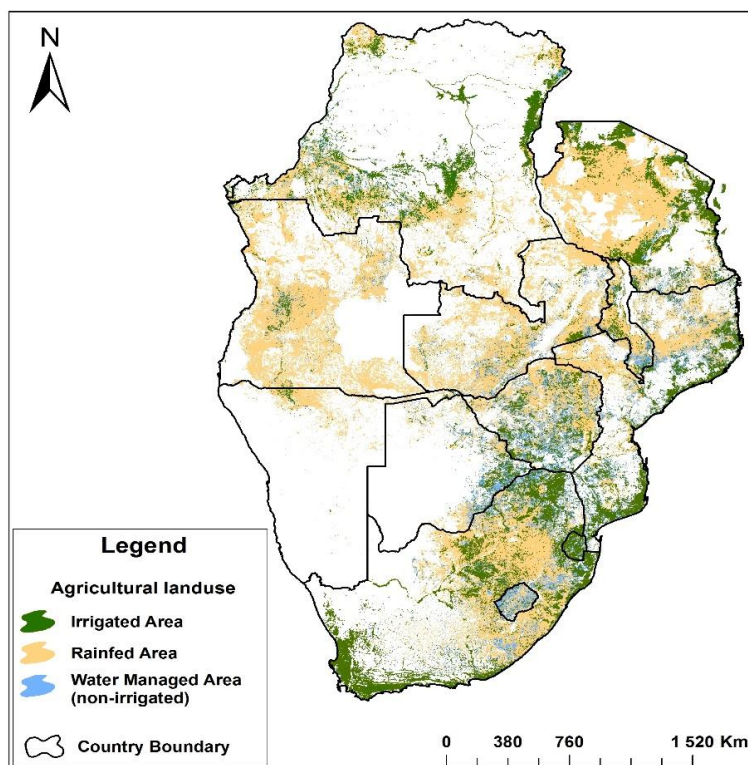 N
Legend
Agricultural landuse
Irrigated Area
Rainfed Area
Water Managed Area
(non-irrigated)
Country Boundary
0 380 760 1 520 Km